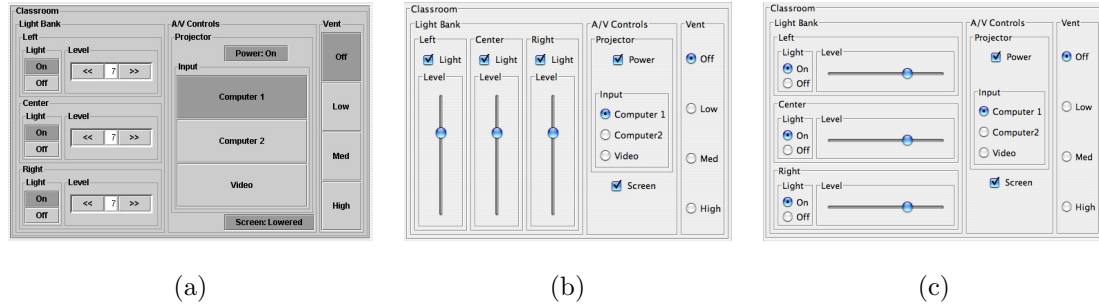 Classroom
Light Bank
Left
Light
On
Off
Level
<< 7 >>
Center
Light
On
Off
Level
<< 7 >>
Right
Light
On
Off
Level
<< 7 >>
A/V Controls
Projector
Power: On
Input
Computer 1
Computer 2
Video
Screen: Lowered
Vent
Off
Low
Med
High
(a)
Classroom
Light Bank
Left
Light
Level
Center
Light
Level
Right
Light
Level
A/V Controls
Projector
Power
Input
Computer 1
Computer2
Video
Screen
Vent
Off
Low
Med
High
(b)
Classroom
Light Bank
Left
Light
On
Off
Level
Center
Light
On
Off
Level
Right
Light
On
Off
Level
A/V Controls
Projector
Power
Input
Computer 1
Computer2
Video
Screen
Vent
Off
Low
Med
High
(c)